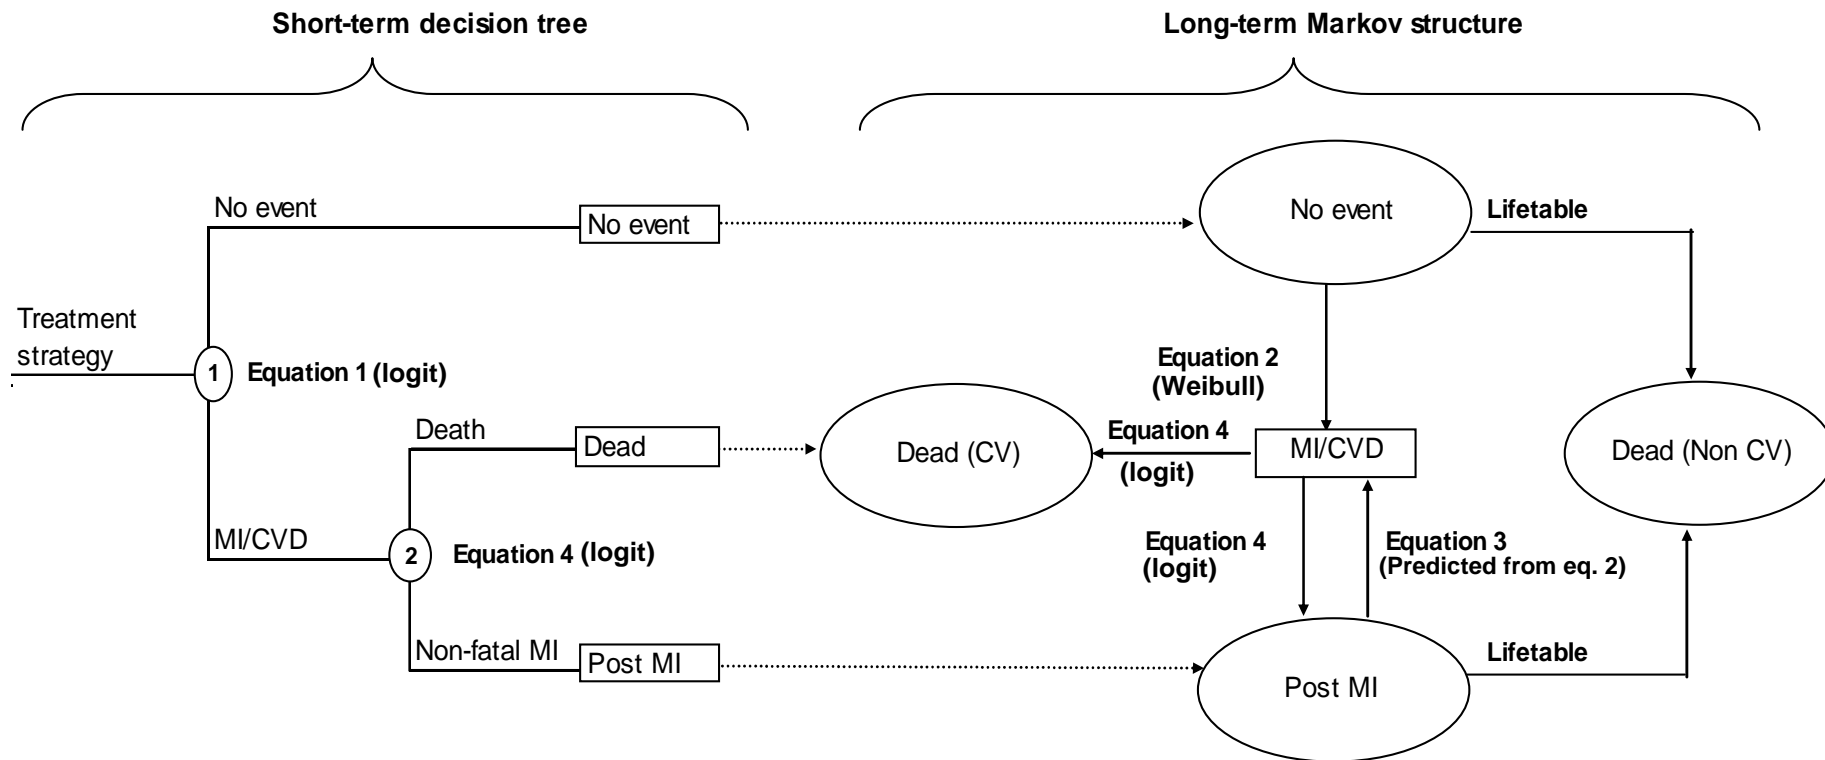 Short-term decision tree
Long-term Markov structure
No event
No event
No event
Lifetable
Treatment
strategy
1
Equation 1 (logit)
Equation 2
(Weibull)
Death
Dead
Dead (CV)
Equation 4
(logit)
MI/CVD
Dead (Non CV)
MI/CVD
2
Equation 4 (logit)
Equation 4
(logit)
Equation 3
(Predicted from eq. 2)
Non-fatal MI
Post MI
Post MI
Lifetable